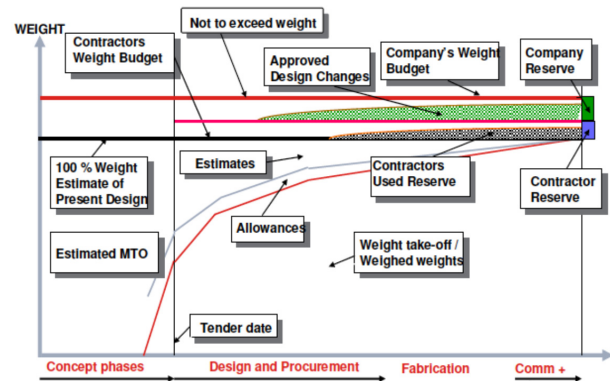 Not to exceed weight
WEIGHT
Contractors
Weight Budget
Approved
Design Changes
Company's Weight
Budget
Company
Reserve
100 % Weight
Estimate of
Present Design
Estimates
Contractors
Used Reserve
Contractor
Reserve
Allowances
Estimated MTO
Weight take-off /
Weighed weights
Tender date
Concept phases
Design and Procurement
Fabrication
Comm +